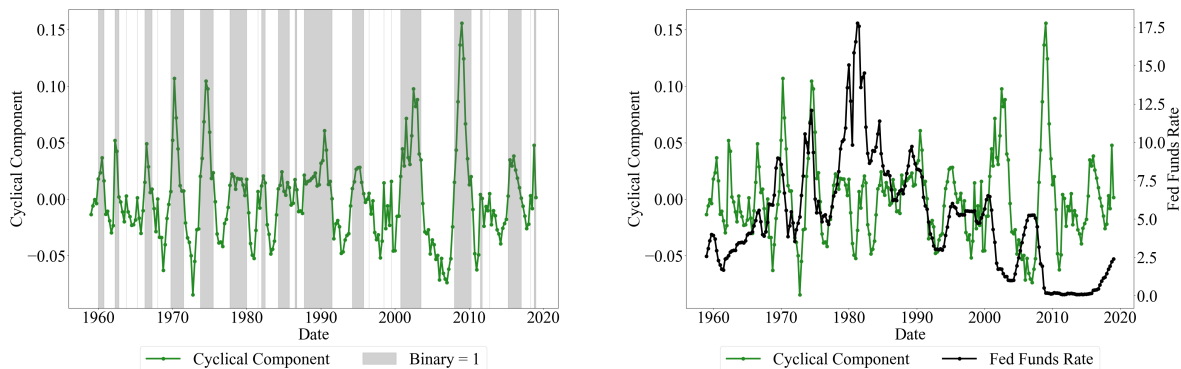 0.15
0.10
0.05
0.00
−0.05
Cyclical Component
1960 1970 1980 1990 2000 2010 2020
Date
Cyclical Component Binary = 1
0.15
0.10
0.05
0.00
−0.05
Cyclical Component
17.5
15.0
12.5
10.0
7.5
5.0
2.5
0.0
Fed Funds Rate
1960 1970 1980 1990 2000 2010 2020
Date
Cyclical Component Fed Funds Rate